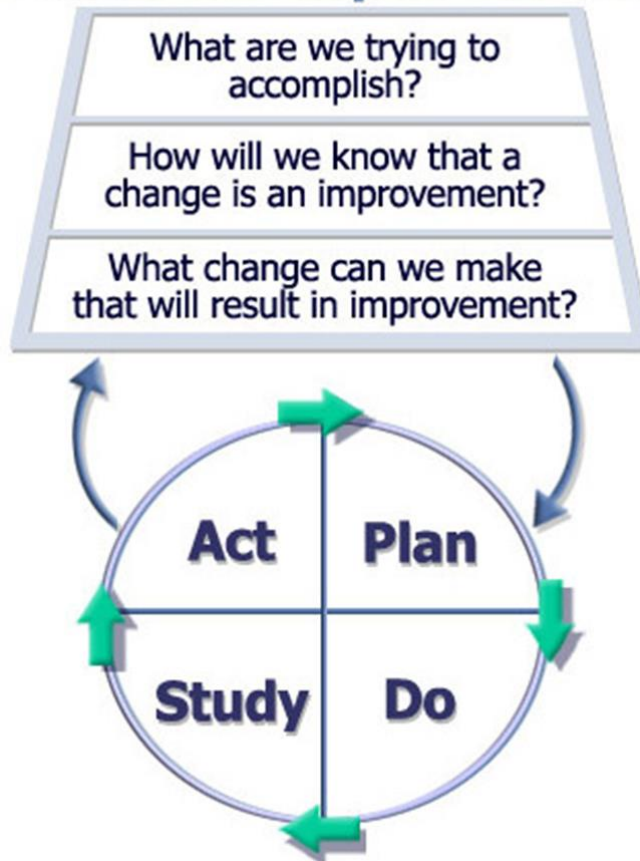 What are we trying to
accomplish?
How will we know that a
change is an improvement?
What change can we make
that will result in improvement?
Act
Plan
Study
Do